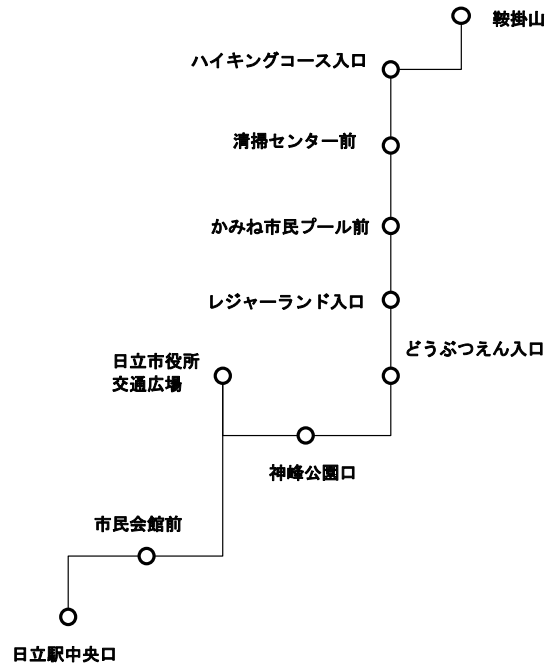 鞍掛山
ハイキングコース入口
清掃センター前
かみね市民プール前
レジャーランド入口
どうぶつえん入口
日立市役所
交通広場
神峰公園口
市民会館前
日立駅中央口